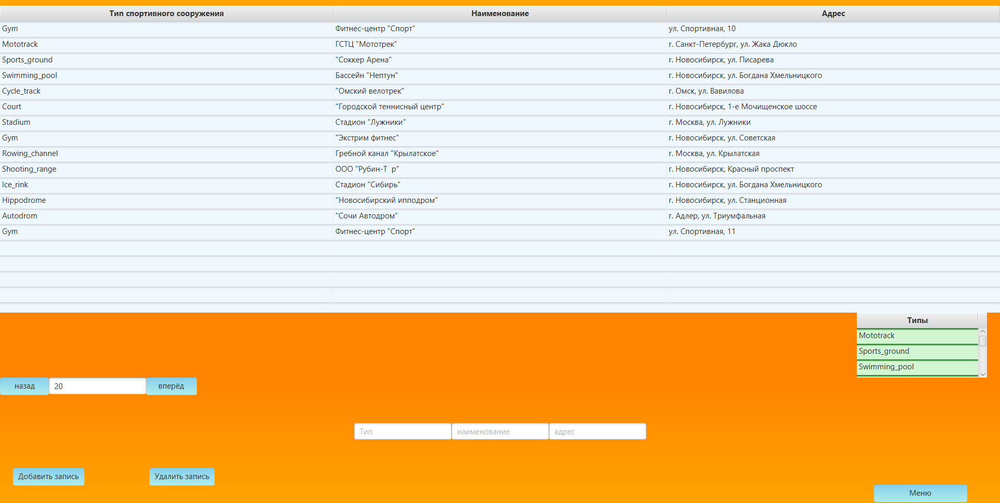 Тип спортивного сооружения Наименование Адрес
Gym Фитнес-центр "Спорт" ул. Спортивная, 10
Mototrack ГСТЦ "Мототрек" г. Санкт-Петербург, ул. Жака Дюкло
Sports_ground "Соккер Арена" г. Новосибирск, ул. Писарева
Swimming_pool Бассейн "Нептун" г. Новосибирск, ул. Богдана Хмельницкого
Cycle_track "Омский велотрек" г. Омск, ул. Вавилова
Court "Городской теннисный центр" г. Новосибирск, 1-е Мочищенское шоссе
Stadium Стадион "Лужники" г. Москва, ул. Лужники
Gym "Экстрим фитнес" г. Новосибирск, ул. Советская
Rowing_channel Гребной канал "Крылатское" г. Москва, ул. Крылатская
Shooting_range ООО "Рубин-Т р" г. Новосибирск, Красный проспект
Ice_rink Стадион "Сибирь" г. Новосибирск, ул. Богдана Хмельницкого
Hippodrome "Новосибирский ипподром" г. Новосибирск, ул. Станционная
Autodrom "Сочи Автодром" г. Адлер, ул. Триумфальная
Gym Фитнес-центр "Спорт" ул. Спортивная, 11
Типы
Mototrack
Sports_ground
Swimming_pool
назад 20 вперёд
Тип наименование адрес
Добавить запись Удалить запись
Меню